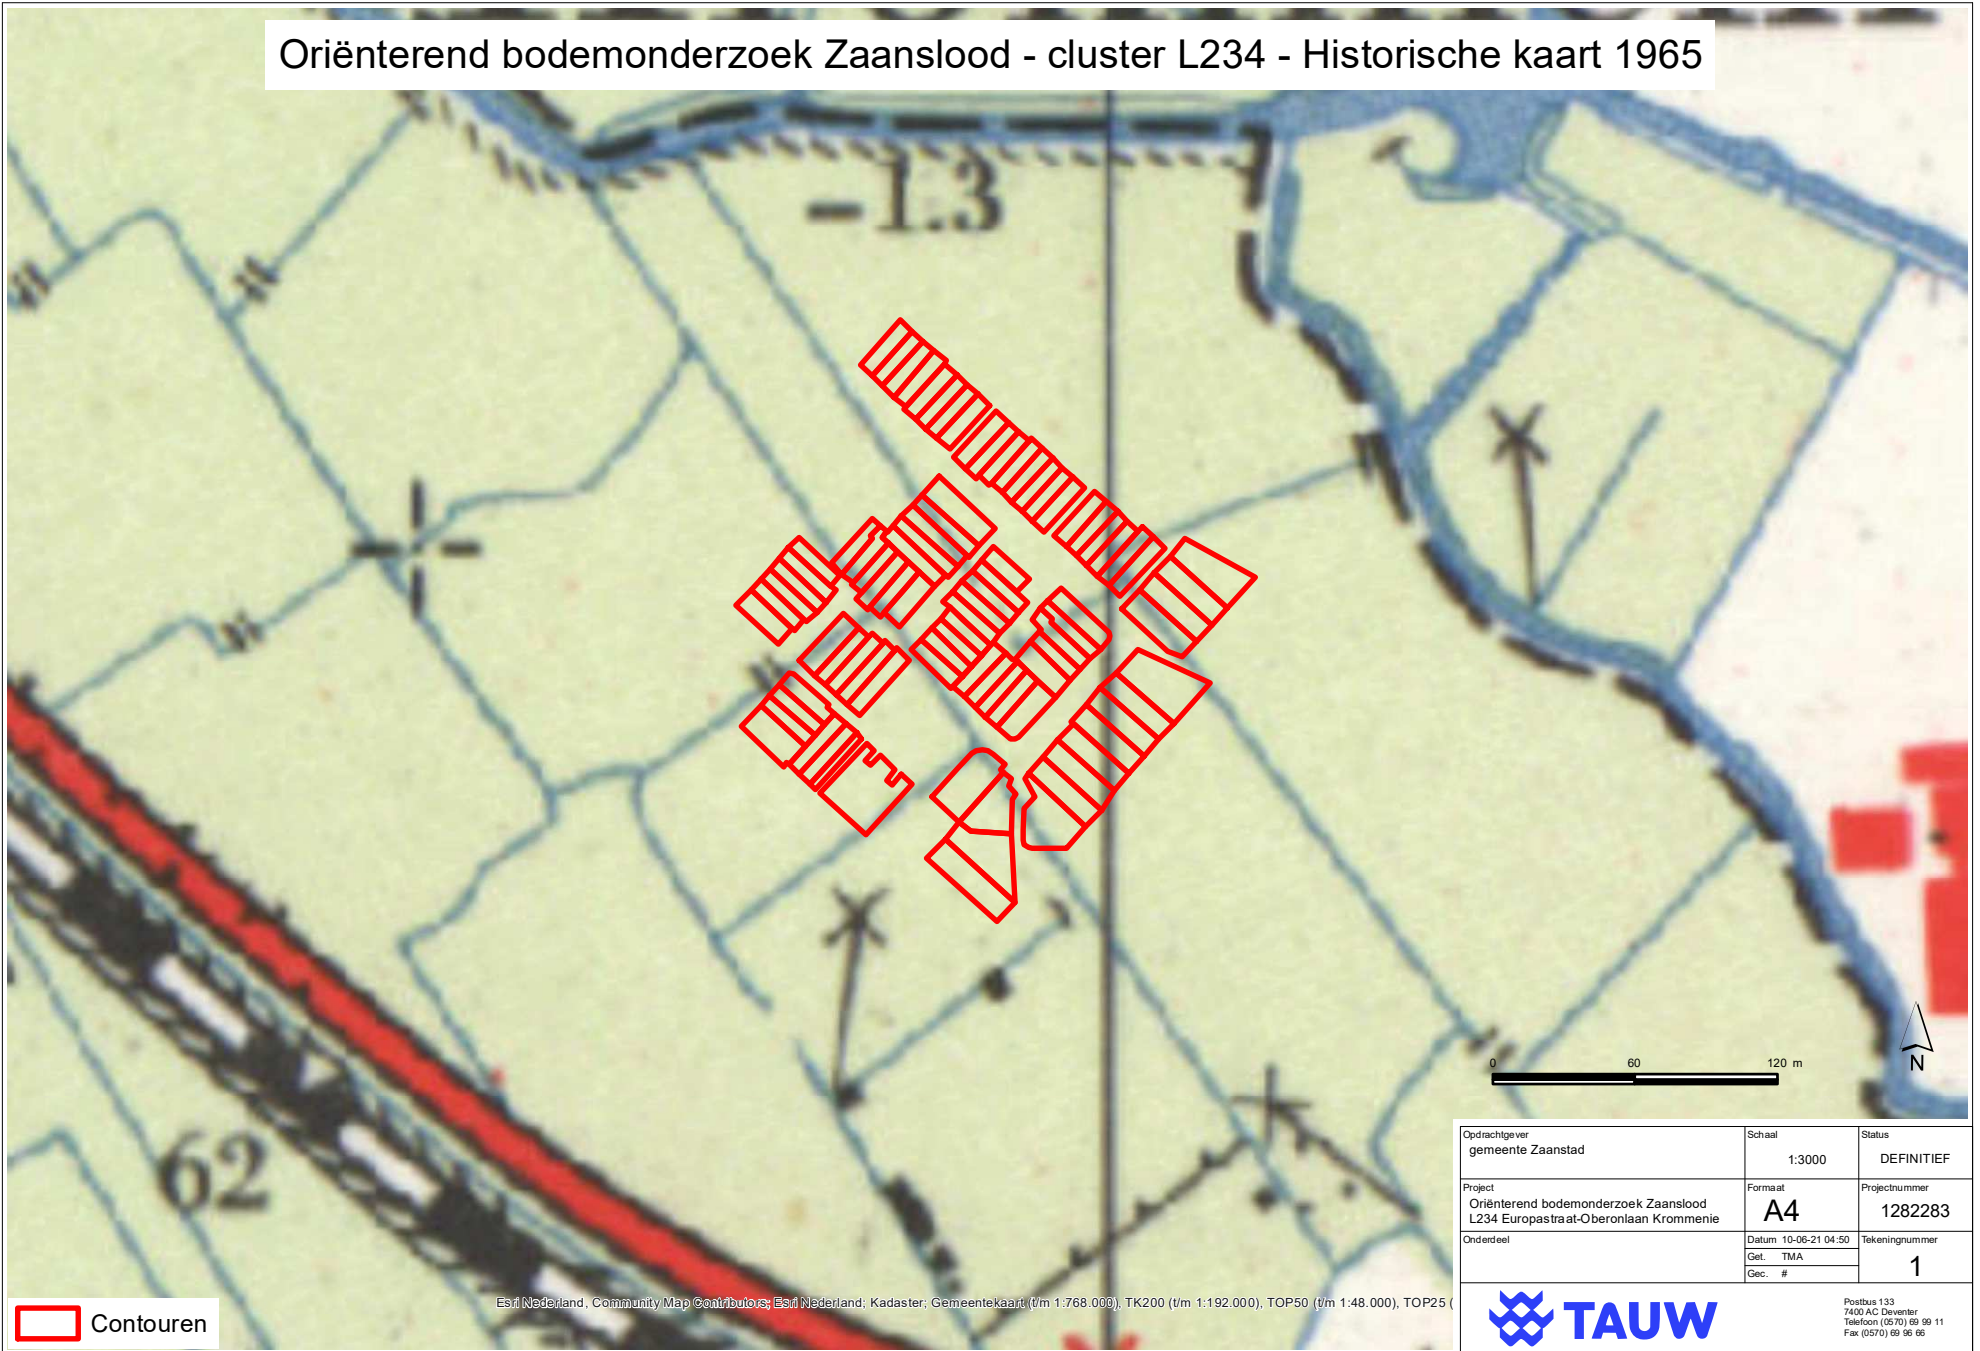 Oriënterend bodemonderzoek Zaanslood - cluster L234 - Historische kaart 1965
-1.3
62
0 60 120 m
N
Opdrachtgever
gemeente Zaanstad
Schaal
1:3000
Status
DEFINITIEF
Project
Oriënterend bodemonderzoek Zaanslood
L234 Europastraat-Oberonlaan Krommenie
Formaat
A4
Projectnummer
1282283
Onderdeel
Datum 10-06-21 04:50
Get. TMA
Gec. #
Tekeningnummer
1
Esri Nederland, Community Map Contributors; Esri Nederland; Kadaster; Gemeentekaart (t/m 1:768.000), TK200 (t/m 1:192.000), TOP50 (t/m 1:48.000), TOP25 (
Contouren
TAUW
Postbus 133
7400 AC Deventer
Telefoon (0570) 69 99 11
Fax (0570) 69 96 66